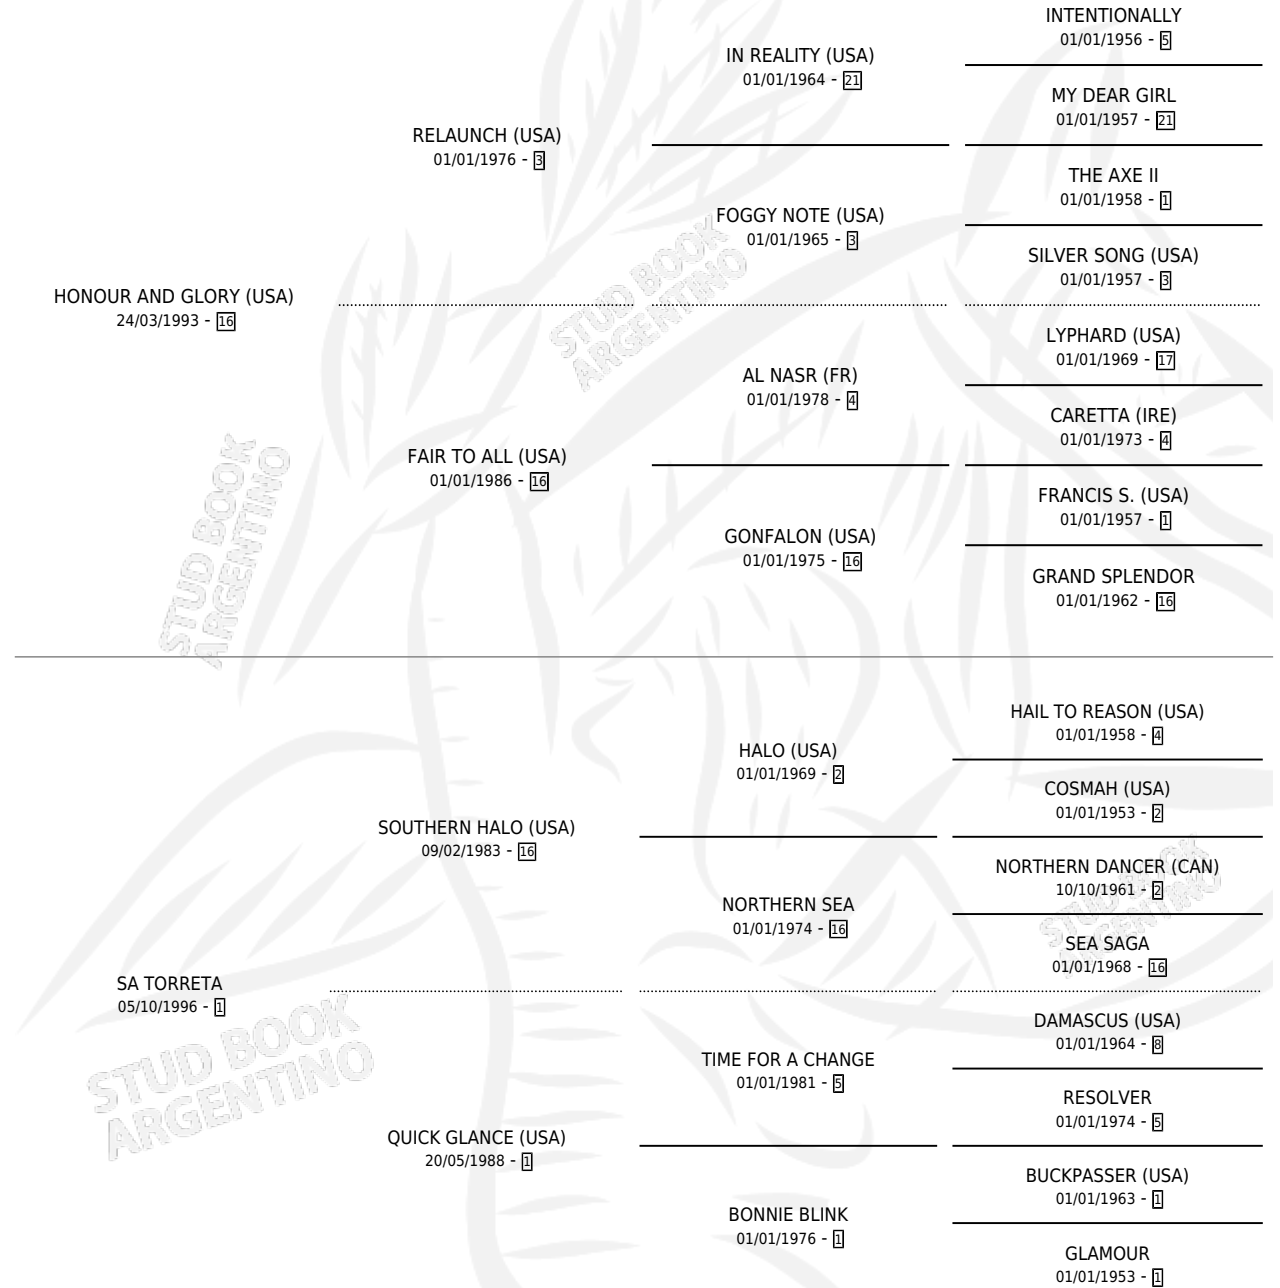 INTENTIONALLY
01/01/1956 - 5
IN REALITY (USA)
01/01/1964 - 21
MY DEAR GIRL
01/01/1957 - 21
RELAUNCH (USA)
01/01/1976 - 3
THE AXE II
01/01/1958 - 1
FOGGY NOTE (USA)
01/01/1965 - 3
SILVER SONG (USA)
01/01/1957 - 3
HONOUR AND GLORY (USA)
24/03/1993 - 16
LYPHARD (USA)
01/01/1969 - 17
AL NASR (FR)
01/01/1978 - 4
CARETTA (IRE)
01/01/1973 - 4
FAIR TO ALL (USA)
01/01/1986 - 16
FRANCIS S. (USA)
01/01/1957 - 1
GONFALON (USA)
01/01/1975 - 16
GRAND SPLENDOR
01/01/1962 - 16
HAIL TO REASON (USA)
01/01/1958 - 4
HALO (USA)
01/01/1969 - 2
COSMAH (USA)
01/01/1953 - 2
SOUTHERN HALO (USA)
09/02/1983 - 16
NORTHERN DANCER (CAN)
10/10/1961 - 2
NORTHERN SEA
01/01/1974 - 16
SEA SAGA
01/01/1968 - 16
SA TORRETA
05/10/1996 - 1
DAMASCUS (USA)
01/01/1964 - 8
TIME FOR A CHANGE
01/01/1981 - 5
RESOLVER
01/01/1974 - 5
QUICK GLANCE (USA)
20/05/1988 - 1
BUCKPASSER (USA)
01/01/1963 - 1
BONNIE BLINK
01/01/1976 - 1
GLAMOUR
01/01/1953 - 1
STUD BOOK
ARGENTINO
STUD BOOK
ARGENTINO
STUD BOOK
ARGENTINO
STUD BOOK
ARGENTINO